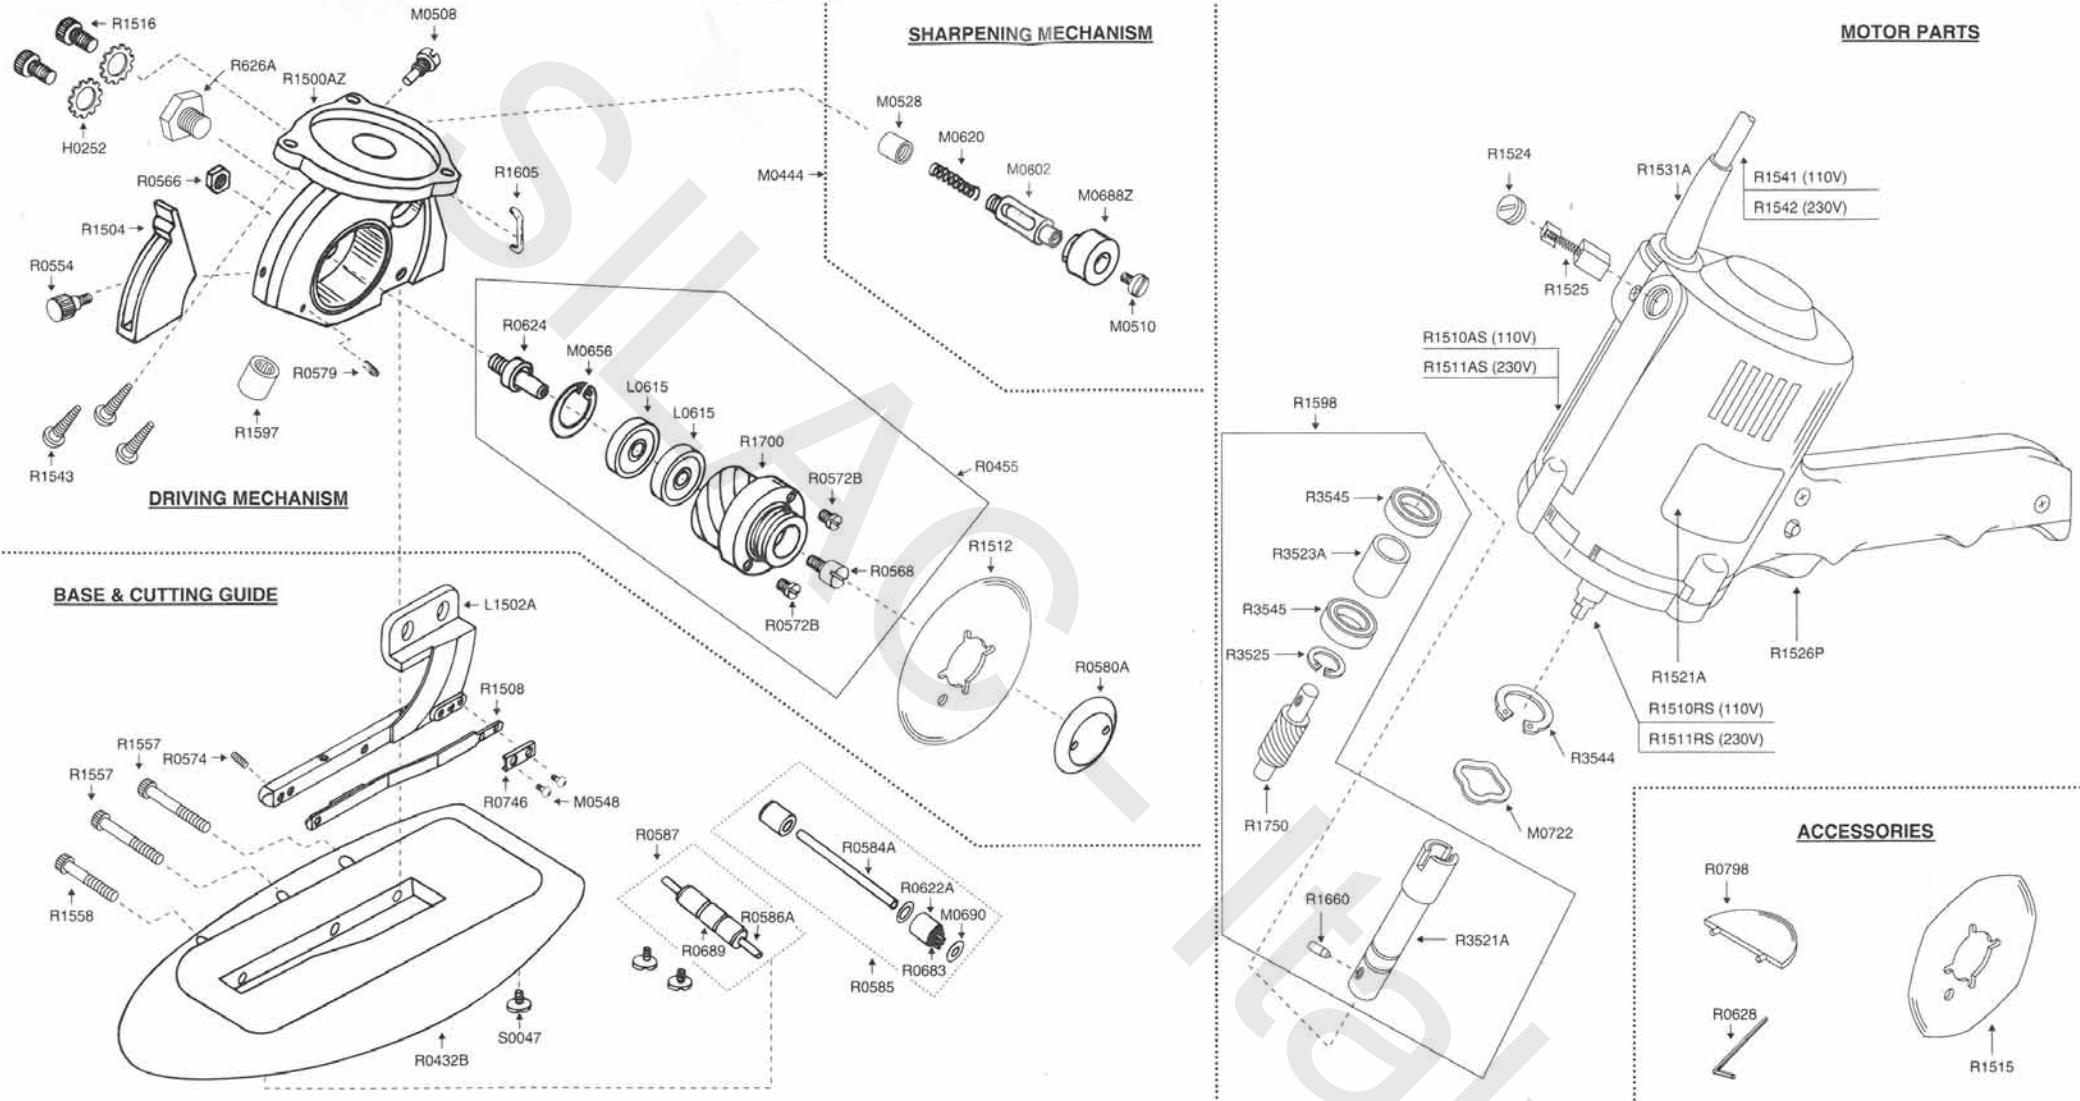 R1516
M0508
R626A
R1500AZ
H0252
R0566
R1504
R0554
R1605
R0579
R1597
R1543
DRIVING MECHANISM
SHARPENING MECHANISM
M0528
M0620
M0444
M0602
M0688Z
M0510
R0624
M0656
L0615
L0615
R1700
R0572B
R0455
R0568
R0572B
R1512
R0580A
BASE & CUTTING GUIDE
L1502A
R1508
R1557
R0574
R1557
R0746
M0548
R1558
R0432B
S0047
R0587
R0584A
R0622A
R0586A
M0690
R0689
R0683
R0585
MOTOR PARTS
R1524
R1531A
R1541 (110V)
R1542 (230V)
R1525
R1510AS (110V)
R1511AS (230V)
R1598
R3545
R3523A
R3545
R3525
R1750
R1521A
R1526P
R1510RS (110V)
R1511RS (230V)
R3544
M0722
R1660
R3521A
ACCESSORIES
R0798
R0628
R1515
SILAC - Ital